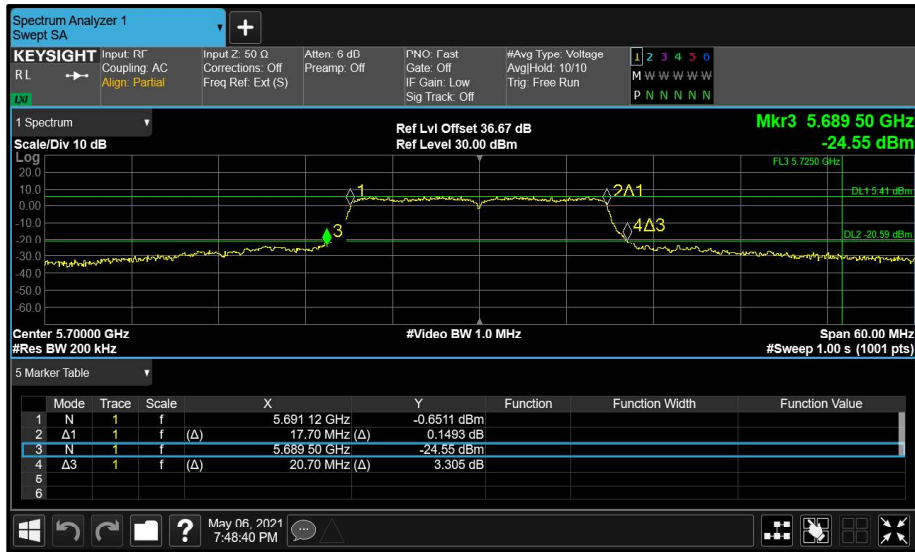 Spectrum Analyzer 1
Swept SA
+
KEYSIGHT
RL
LXI
Input: RF
Coupling: AC
Align: Partial
Input Z: 50 Ω
Corrections: Off
Freq Ref: Ext (S)
Atten: 6 dB
Preamp: Off
PNO: Fast
Gate: Off
IF Gain: Low
Sig Track: Off
#Avg Type: Voltage
Avg|Hold: 10/10
Trig: Free Run
1 2 3 4 5 6
M W W W W W
P N N N N N
1 Spectrum
Scale/Div 10 dB
Ref Lvl Offset 36.67 dB
Ref Level 30.00 dBm
Mkr3 5.689 50 GHz
-24.55 dBm
Log
FL3 5.7250 GHz
20.0
10.0
0.00
-10.0
-20.0
-30.0
-40.0
-50.0
-60.0
1
2Δ1
DL1 5.41 dBm
3
4Δ3
DL2 -20.59 dBm
Center 5.70000 GHz
#Video BW 1.0 MHz
Span 60.00 MHz
#Res BW 200 kHz
#Sweep 1.00 s (1001 pts)
5 Marker Table
Mode Trace Scale X Y Function Function Width Function Value
1 N 1 f 5.691 12 GHz -0.6511 dBm
2 Δ1 1 f (Δ) 17.70 MHz (Δ) 0.1493 dB
3 N 1 f 5.689 50 GHz -24.55 dBm
4 Δ3 1 f (Δ) 20.70 MHz (Δ) 3.305 dB
5
6
?
May 06, 2021
7:48:40 PM